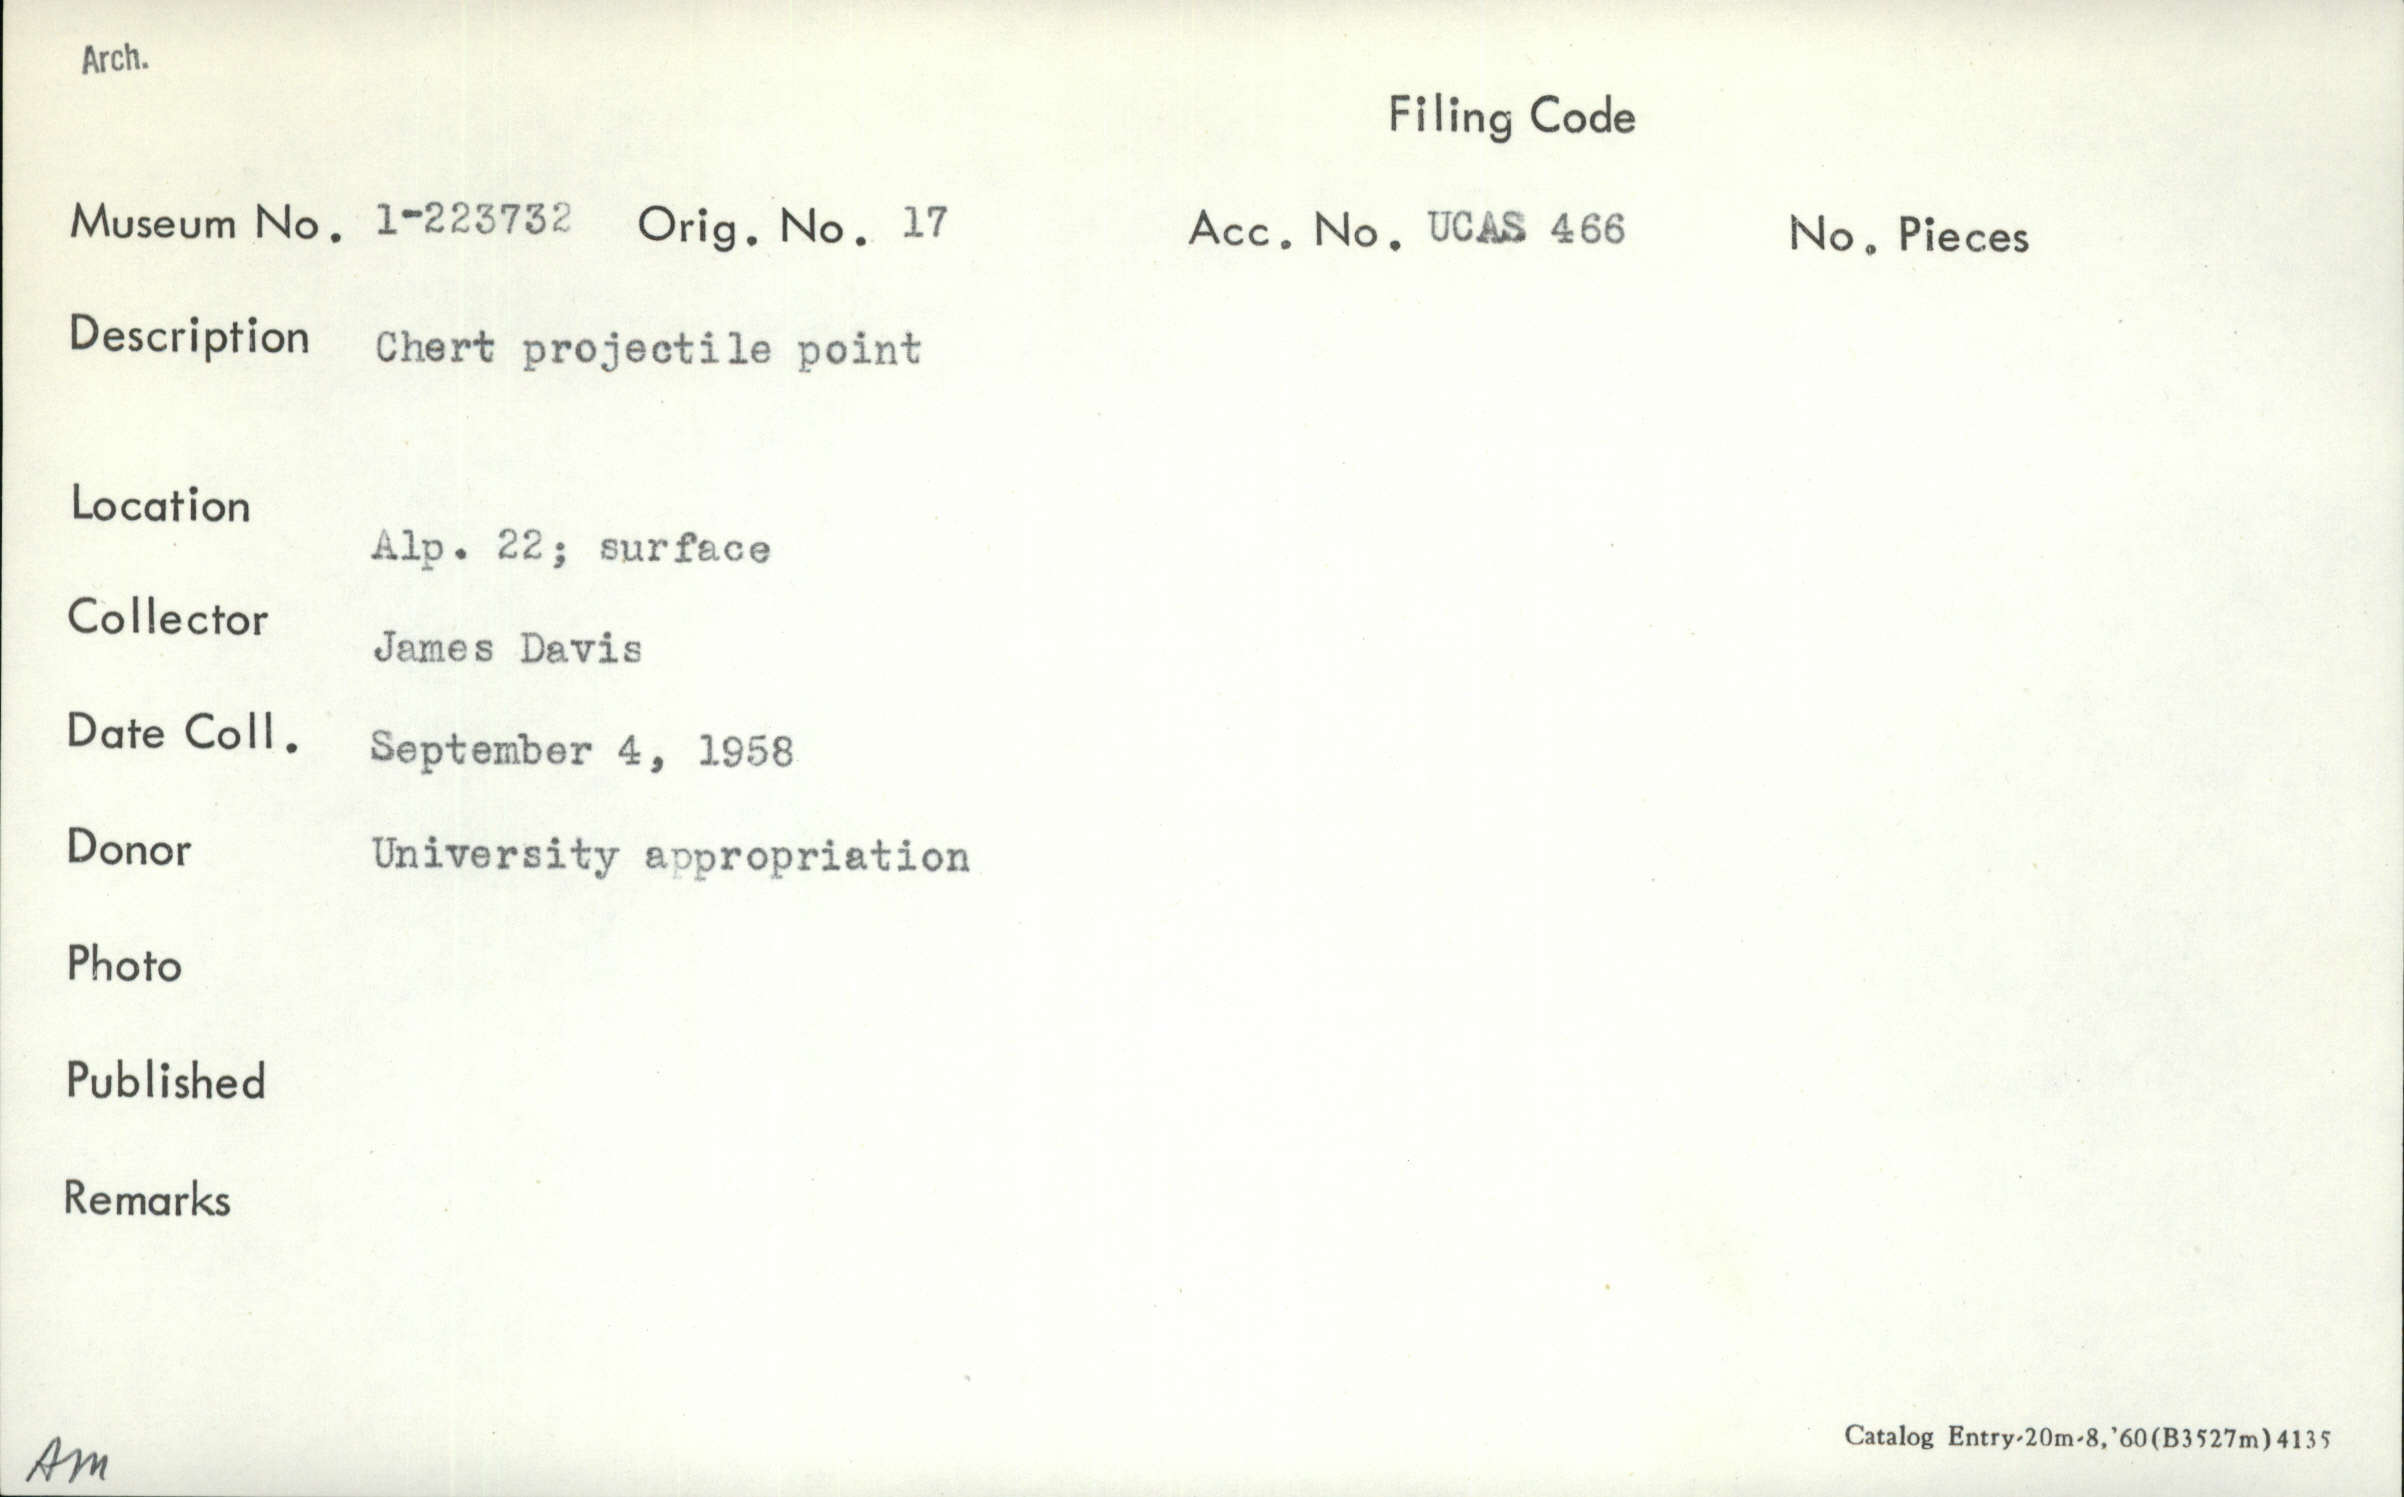 Arch.
Filing Code
Museum No. 1-223732 Orig. No. 17 Acc. No. UCAS 466 No. Pieces
Description Chert projectile point
Location
Alp. 22; surface
Collector
James Davis
Date Coll. September 4, 1958
Donor University appropriation
Photo
Published
Remarks
Catalog Entry-20m-8,'60(B3527m)4135
AM